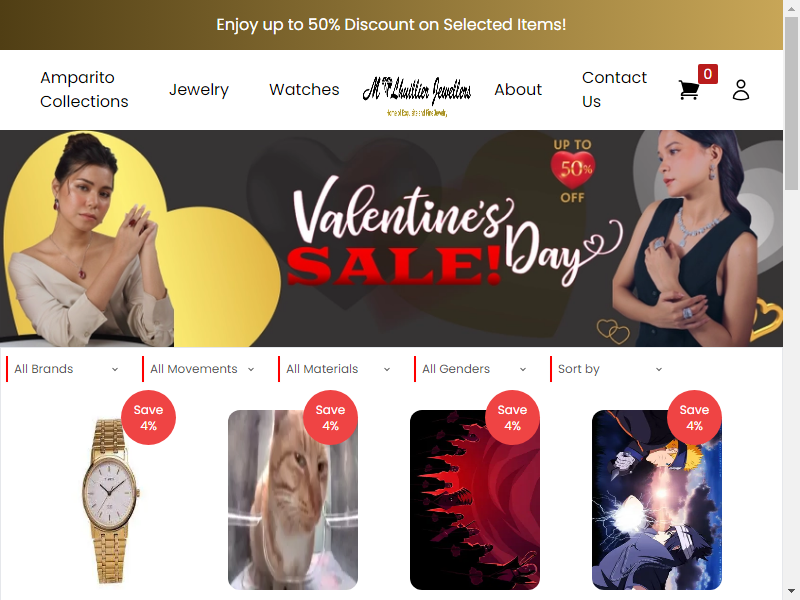 Enjoy up to 50% Discount on Selected Items!
Amparito
Collections
Jewelry
Watches
M Lhuillier Jewellers
About
Contact
Us
0
UP TO
50%
OFF
Valentine's
Day
SALE!
All Brands
All Movements
All Materials
All Genders
Sort by
Save
4%
Save
4%
Save
4%
Save
4%